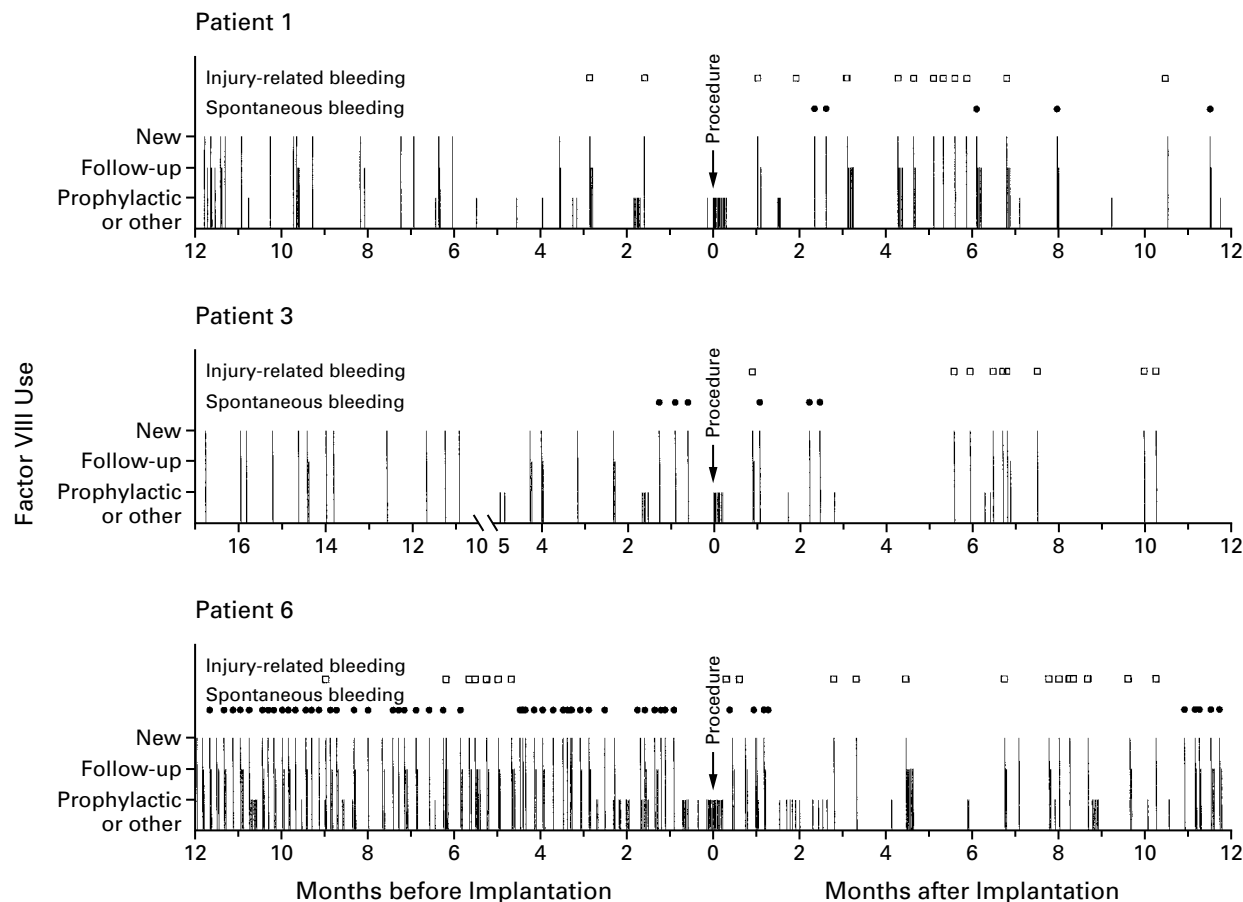 Patient 1
Injury-related bleeding
Spontaneous bleeding
Procedure
New
Follow-up
Prophylactic
or other
12 10 8 6 4 2 0 2 4 6 8 10 12
Patient 3
Injury-related bleeding
Spontaneous bleeding
Procedure
New
Follow-up
Prophylactic
or other
16 14 12 10 5 4 2 0 2 4 6 8 10 12
Factor VIII Use
Patient 6
Injury-related bleeding
Spontaneous bleeding
Procedure
New
Follow-up
Prophylactic
or other
12 10 8 6 4 2 0 2 4 6 8 10 12
Months before Implantation
Months after Implantation